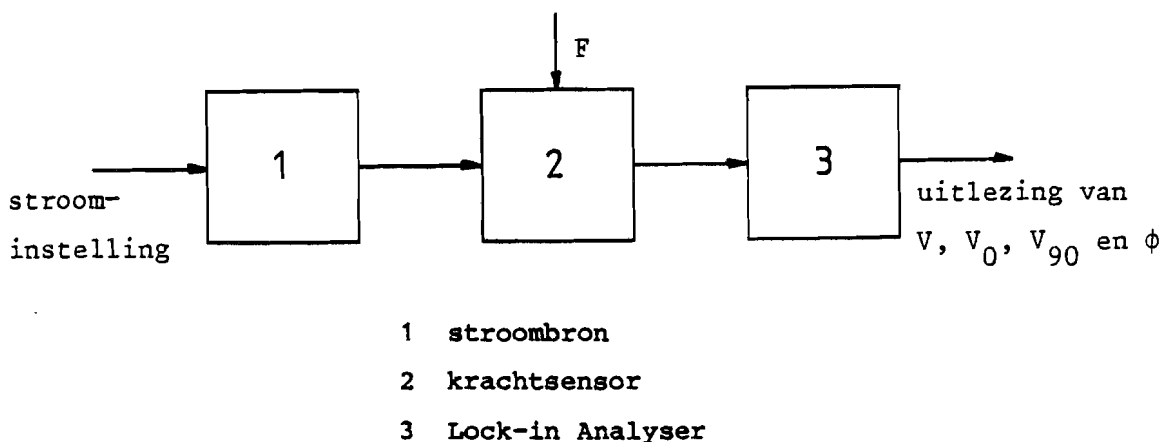 F
1
2
3
stroom-
instelling
uitlezing van
V, V₀, V₉₀ en φ
1 stroombron
2 krachtsensor
3 Lock-in Analyser